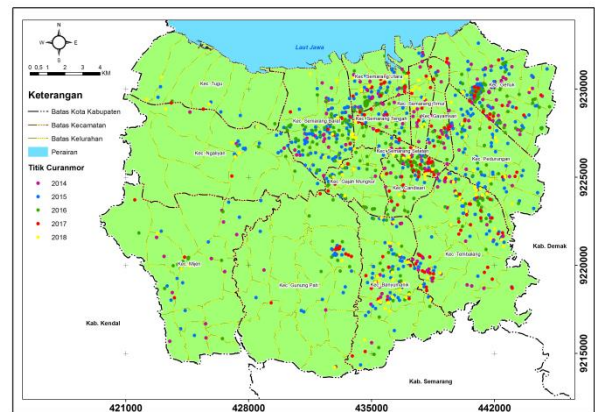 N
W E
S
0 0,5 1 2 3 4
KM
Keterangan
Batas Kota Kabupaten
Batas Kecamatan
Batas Kelurahan
Perairan
Titik Curanmor
2014
2015
2016
2017
2018
Laut Jawa
Kec. Tugu
Kec. Semarang Utara
Kec. Genuk
Kec. Semarang Timur
Kec. Gayamsari
Kec. Semarang Tengah
Kec. Semarang Barat
Kec. Ngaliyan
Kec. Semarang Selatan
Kec. Pedurungan
Kec. Gajah Mungkur
Kec. Candisari
Kec. Tembalang
Kec. Mijen
Kec. Gunung Pati
Kec. Banyumanik
Kab. Demak
Kab. Kendal
Kab. Semarang
421000 428000 435000 442000
9230000
9225000
9220000
9215000